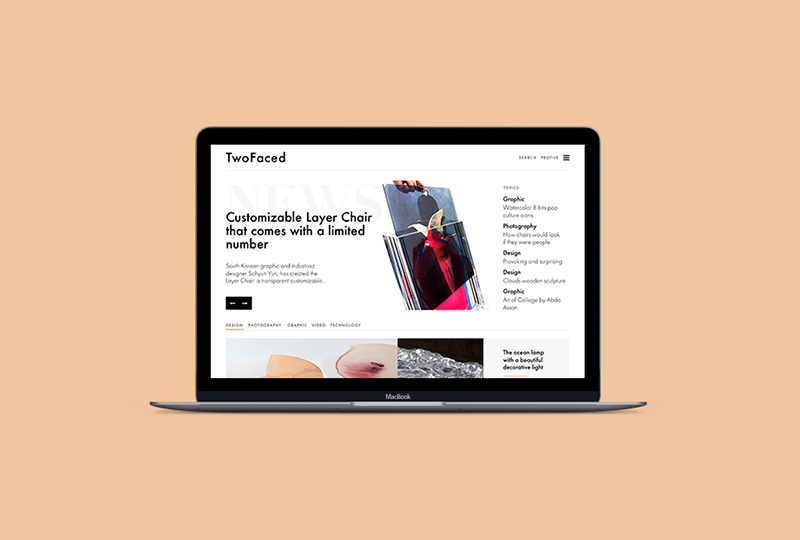 TwoFaced
SEARCH PROFILE
NEWS
Customizable Layer Chair
that comes with a limited
number
South Korean graphic and industriaz
designer Sohyun Yun, has created the
Layer Chair: a transparent customizable...
TOPICS
Graphic
Watercolor 8 bits pop
culture icons
Photography
How chairs would look
if they were people
Design
Provoking and surprising
Design
Clouds wooden sculpture
Graphic
Art of Collage by Abdo
Assan
DESIGN PHOTOGRAPHY GRAPHIC VIDEO TECHNOLOGY
The ocean lamp
with a beautiful
decorative light
MacBook